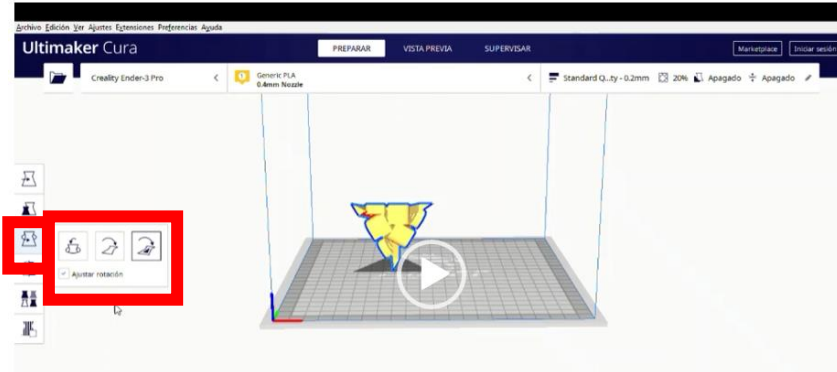 Archivo Edición Ver Ajustes Extensiones Preferencias Ayuda
Ultimaker Cura PREPARAR VISTA PREVIA SUPERVISAR Marketplace Iniciar sesión
Creality Ender-3 Pro Generic PLA Standard Q...ty - 0.2mm 20% Apagado Apagado
0.4mm Nozzle
Ajustar rotación